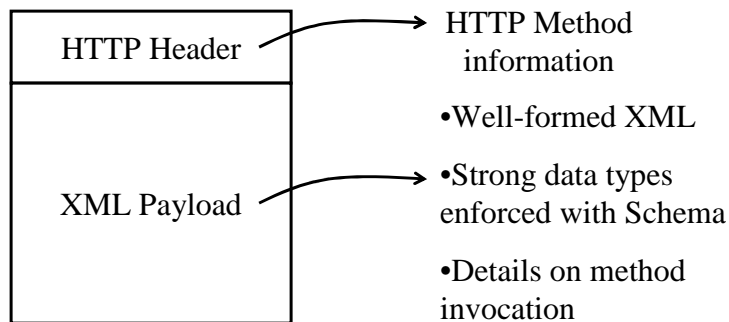 HTTP Header
HTTP Method
information
•Well-formed XML
XML Payload
•Strong data types
enforced with Schema
•Details on method
invocation